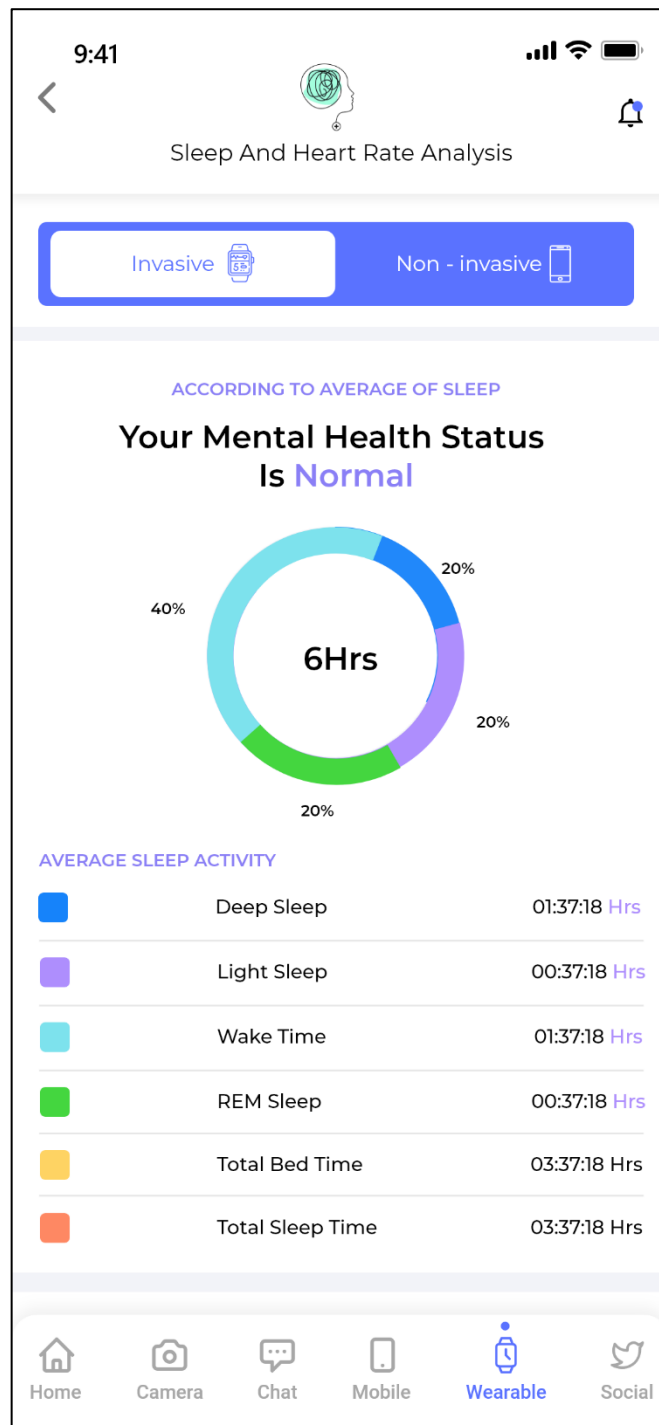 9:41
Sleep And Heart Rate Analysis
Invasive
Non - invasive
ACCORDING TO AVERAGE OF SLEEP
Your Mental Health Status
Is Normal
20%
40%
6Hrs
20%
20%
AVERAGE SLEEP ACTIVITY
Deep Sleep 01:37:18 Hrs
Light Sleep 00:37:18 Hrs
Wake Time 01:37:18 Hrs
REM Sleep 00:37:18 Hrs
Total Bed Time 03:37:18 Hrs
Total Sleep Time 03:37:18 Hrs
Home Camera Chat Mobile Wearable Social